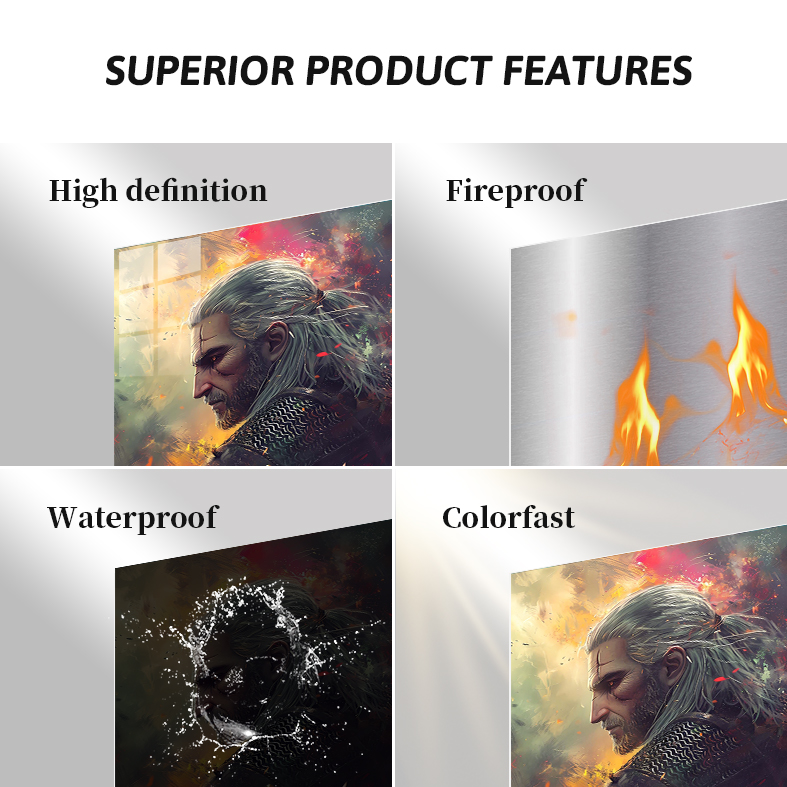 SUPERIOR PRODUCT FEATURES
High definition
Fireproof
Waterproof
Colorfast